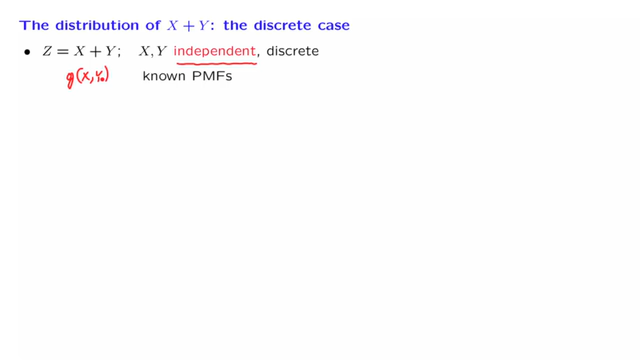 The distribution of X + Y: the discrete case
• Z = X + Y; X, Y independent, discrete
g(X,Y) known PMFs